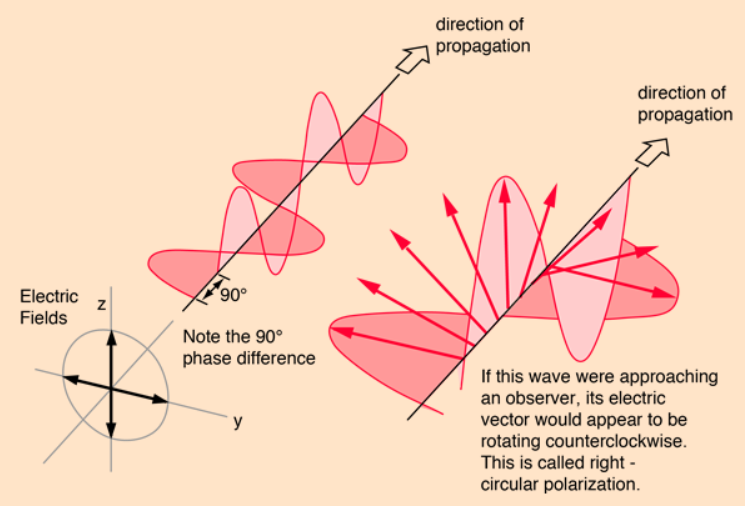 direction of
propagation
direction of
propagation
90°
Note the 90°
phase difference
Electric
Fields
z
y
If this wave were approaching
an observer, its electric
vector would appear to be
rotating counterclockwise.
This is called right -
circular polarization.